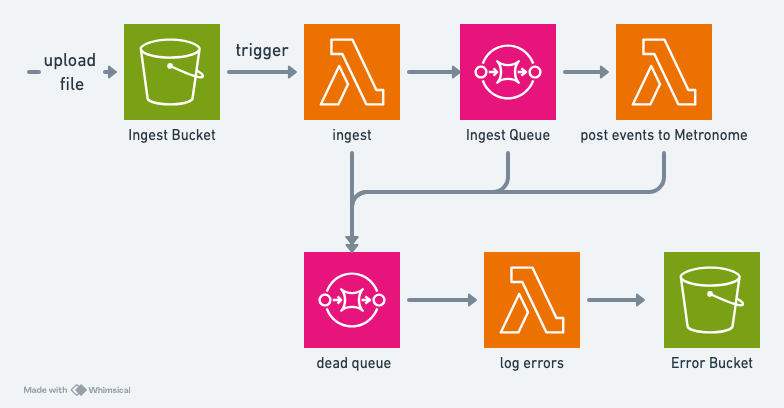 upload
file
trigger
Ingest Bucket
ingest
Ingest Queue
post events to Metronome
dead queue
log errors
Error Bucket
Made with Whimsical